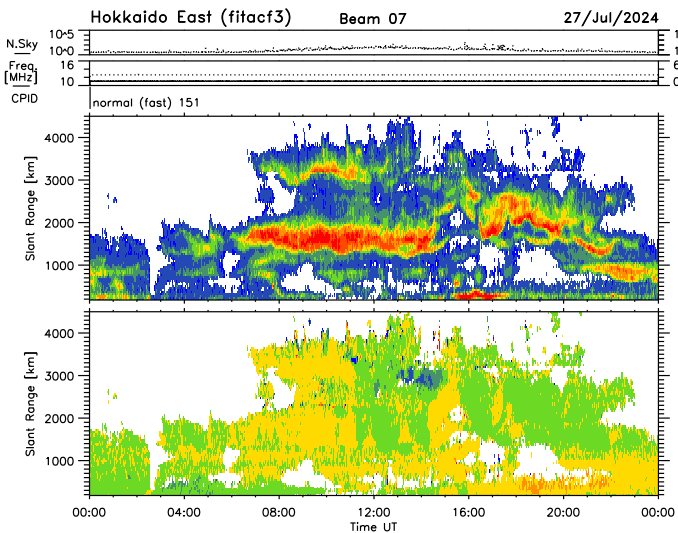 Hokkaido East (fitacf3) Beam 07 27/Jul/2024
N.Sky
10^5
10^0
Freq.
[MHz]
16
10
CPID
normal (fast) 151
Slant Range [km]
4000
3000
2000
1000
Slant Range [km]
4000
3000
2000
1000
00:00 04:00 08:00 12:00 16:00 20:00 00:00
Time UT